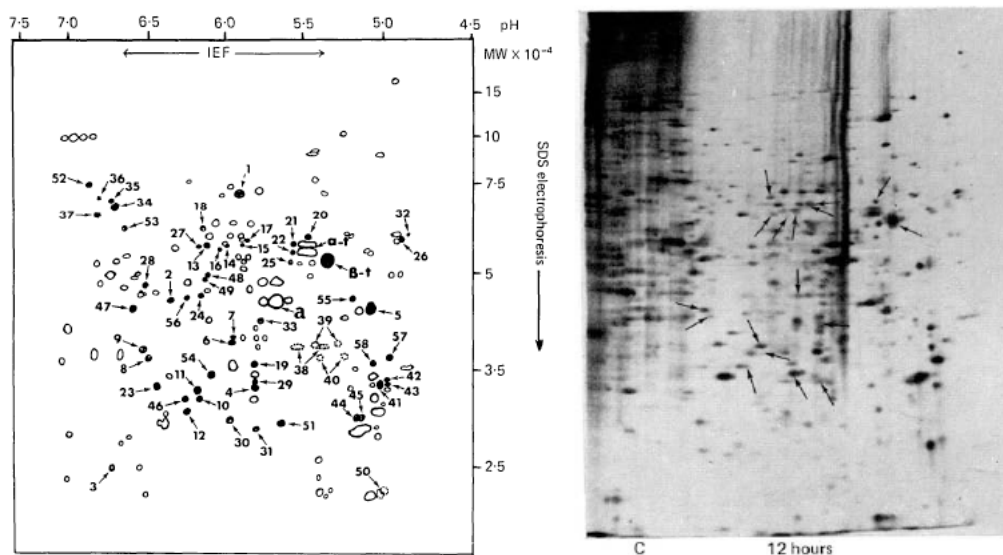 7·5 7·0 6·5 6·0 5·5 5·0 4·5 pH
IEF
MW × 10⁻⁴
15
10
7·5
5
3·5
2·5
SDS electrophoresis
1
52 36 35
34
37 53
18 17 21 20 32
27 22 α-t
13 16 14 15 25 26
28 2 48 β-t
49
47 56 24 a 55 5
7 33 39 57
9 6 58
8 54 38 40
23 11 19 42
4 29 43
46 10 45 41
12 44
30 31 51
3 50
C 12 hours